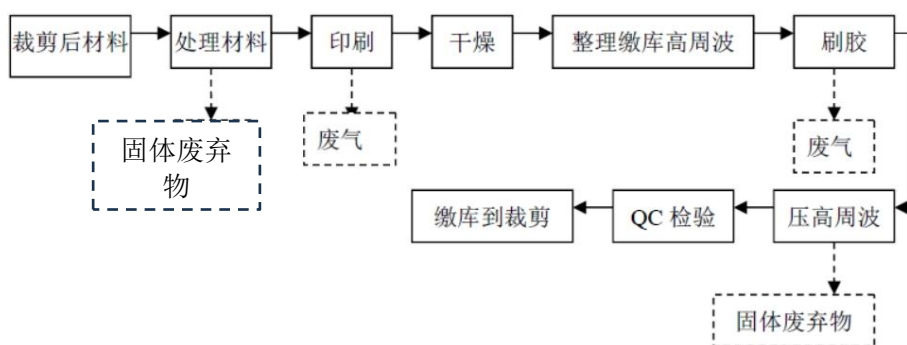 裁剪后材料
处理材料
印刷
干燥
整理缴库高周波
刷胶
固体废弃
物
废气
废气
缴库到裁剪
QC 检验
压高周波
固体废弃物